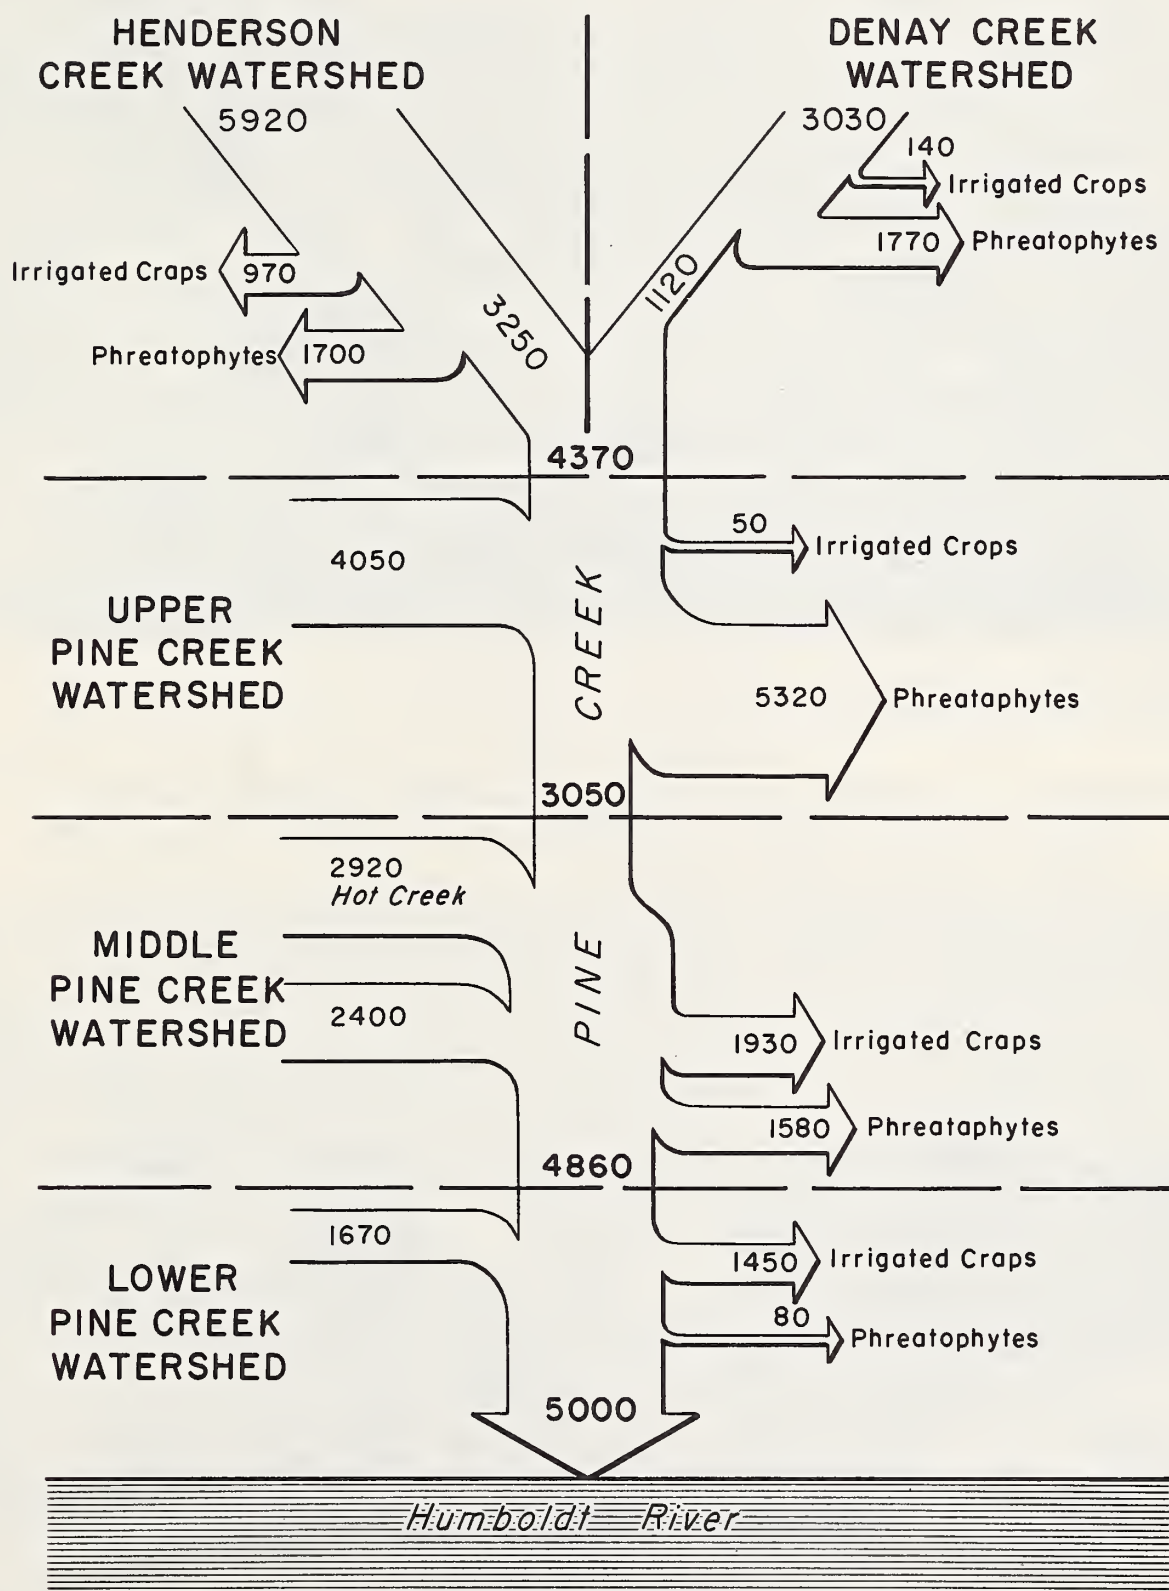 HENDERSON
CREEK WATERSHED
5920
DENAY CREEK
WATERSHED
3030
140
Irrigated Crops
1770 Phreatophytes
1120
Irrigated Craps 970
Phreatophytes 1700
3250
4370
50
Irrigated Crops
4050
UPPER
PINE CREEK
WATERSHED
5320 Phreataphytes
PINE CREEK
3050
2920
Hot Creek
MIDDLE
PINE CREEK
WATERSHED
2400
1930 Irrigated Craps
1580 Phreataphytes
4860
1670
1450 Irrigated Craps
LOWER
PINE CREEK
WATERSHED
80
Phreatophytes
5000
Humboldt River